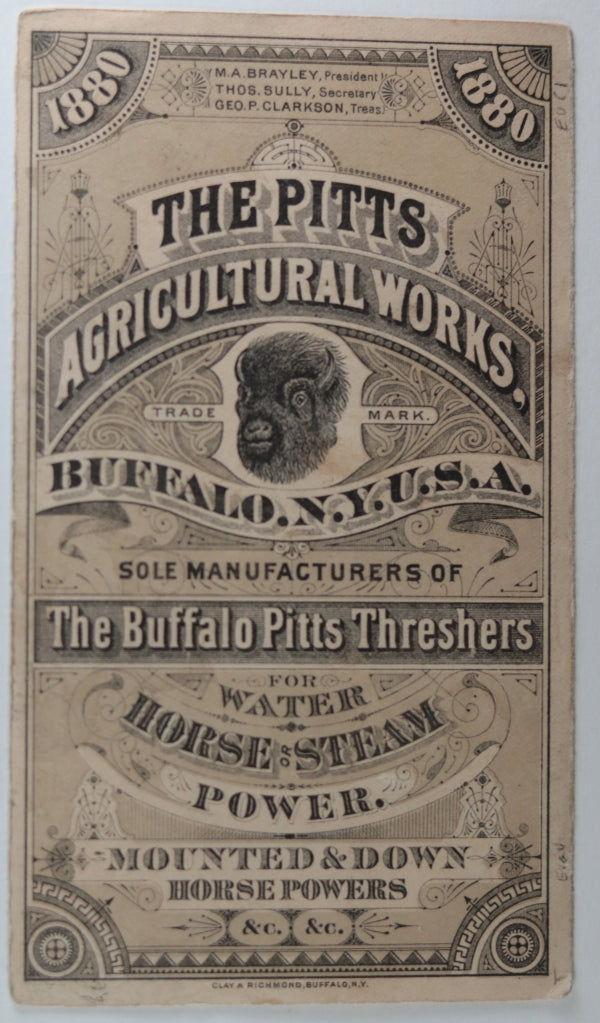 1880
1880
M.A. BRAYLEY, President
THOS. SULLY, Secretary
GEO. P. CLARKSON, Treas.
THE PITTS
AGRICULTURAL WORKS,
TRADE MARK.
BUFFALO, N.Y. U.S.A.
SOLE MANUFACTURERS OF
The Buffalo Pitts Threshers
FOR
WATER
HORSE OR STEAM
POWER.
MOUNTED & DOWN
HORSE POWERS
&c. &c.
CLAY & RICHMOND, BUFFALO, N.Y.